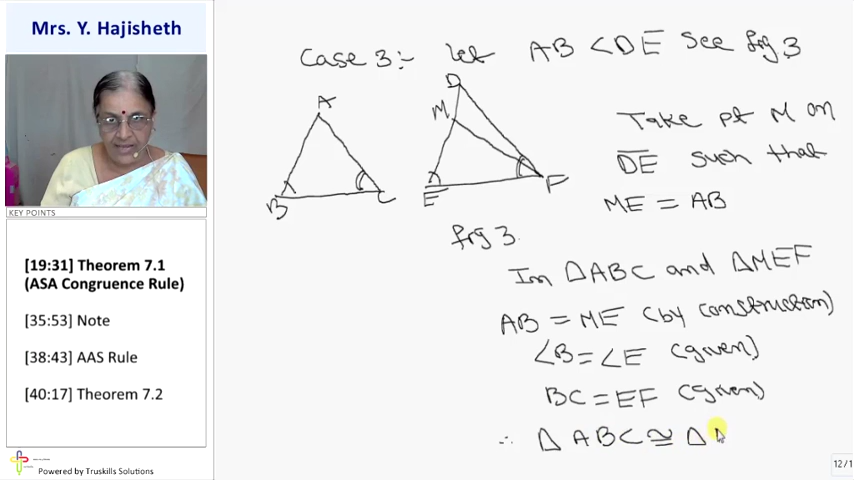 Mrs. Y. Hajisheth
KEY POINTS
[19:31] Theorem 7.1
(ASA Congruence Rule)
[35:53] Note
[38:43] AAS Rule
[40:17] Theorem 7.2
Powered by Truskills Solutions
Case 3:- Let AB < DE See fig 3
A
B
C
D
M
E
F
fig 3.
Take pt M on
DE such that
ME = AB
In ΔABC and ΔMEF
AB = ME (by construction)
∠B = ∠E (given)
BC = EF (given)
∴ Δ ABC ≅ Δ
12/1